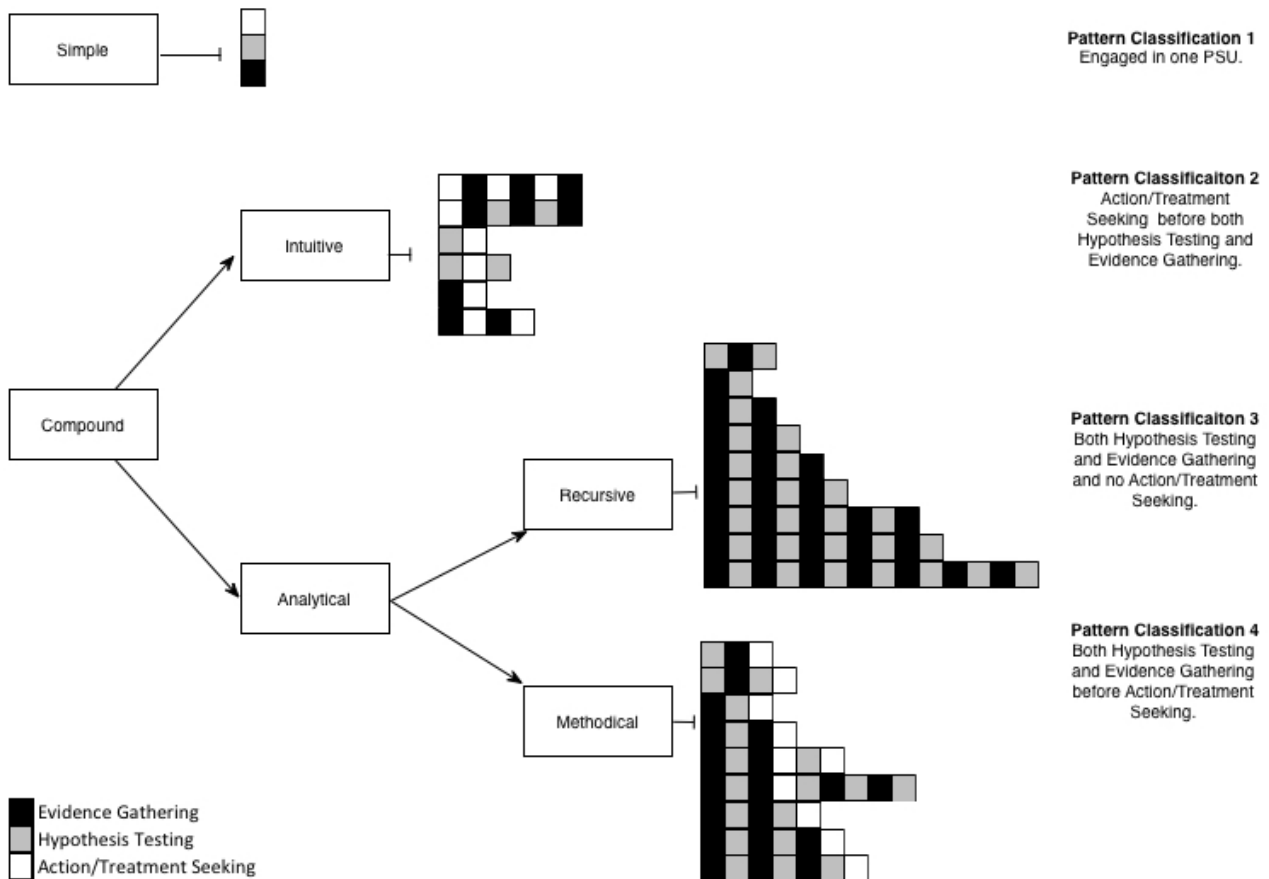 Simple
Pattern Classification 1
Engaged in one PSU.
Pattern Classificaiton 2
Action/Treatment
Seeking before both
Hypothesis Testing and
Evidence Gathering.
Intuitive
Compound
Pattern Classificaiton 3
Both Hypothesis Testing
and Evidence Gathering
and no Action/Treatment
Seeking.
Recursive
Analytical
Pattern Classification 4
Both Hypothesis Testing
and Evidence Gathering
before Action/Treatment
Seeking.
Methodical
Evidence Gathering
Hypothesis Testing
Action/Treatment Seeking